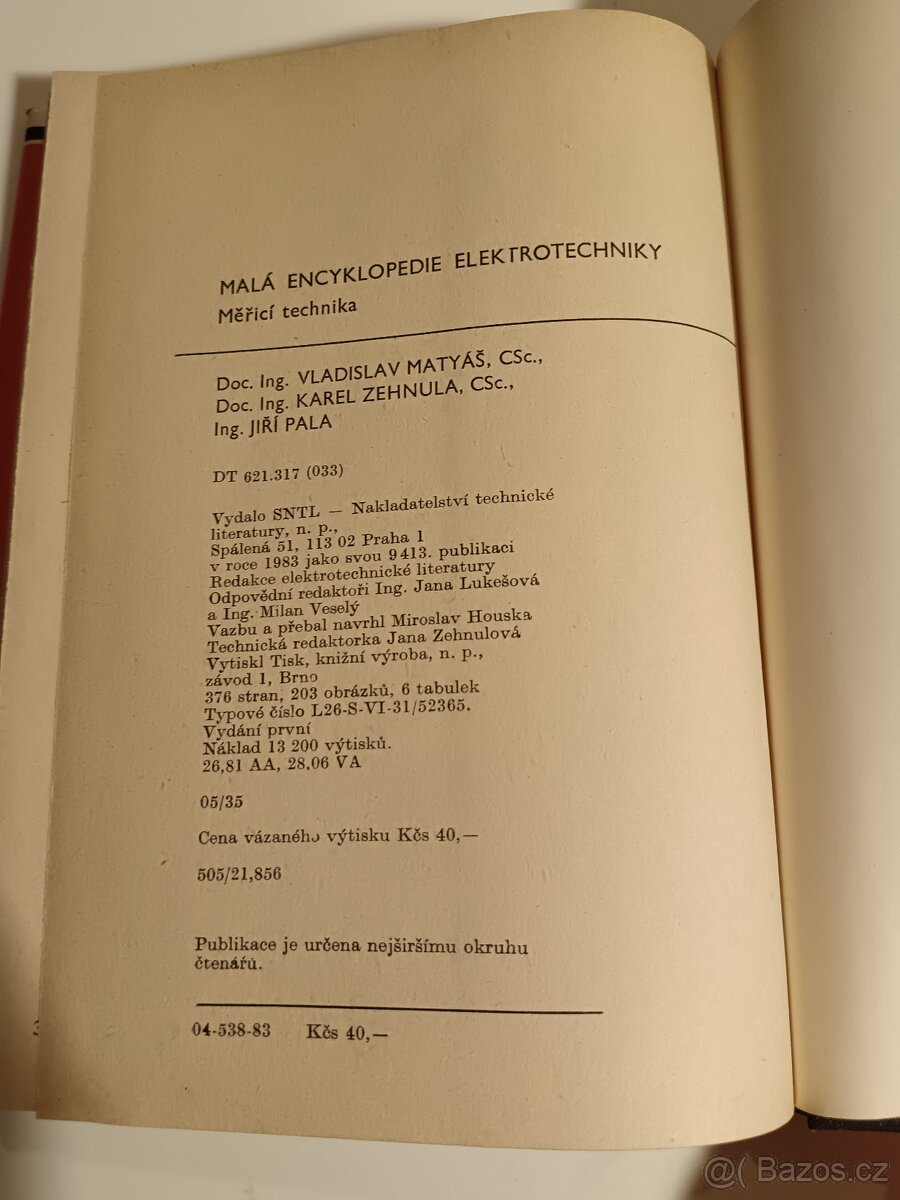 MALÁ ENCYKLOPEDIE ELEKTROTECHNIKY
Měřicí technika
Doc. Ing. VLADISLAV MATYÁŠ, CSc.,
Doc. Ing. KAREL ZEHNULA, CSc.,
Ing. JIŘÍ PALA
DT 621.317 (033)
Vydalo SNTL — Nakladatelství technické
literatury, n. p.,
Spálená 51, 113 02 Praha 1
v roce 1983 jako svou 9 413. publikaci
Redakce elektrotechnické literatury
Odpovědní redaktoři Ing. Jana Lukešová
a Ing. Milan Veselý
Vazbu a přebal navrhl Miroslav Houska
Technická redaktorka Jana Zehnulová
Vytiskl Tisk, knižní výroba, n. p.,
závod 1, Brno
376 stran, 203 obrázků, 6 tabulek
Typové číslo L26-S-VI-31/52365.
Vydání první
Náklad 13 200 výtisků.
26,81 AA, 28,06 VA
05/35
Cena vázaného výtisku Kčs 40,—
505/21,856
Publikace je určena nejširšímu okruhu
čtenářů.
04-538-83 Kčs 40,—
@( Bazos.cz